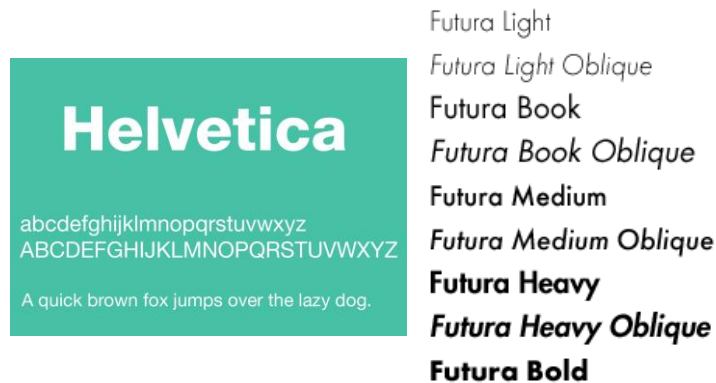 Helvetica
abcdefghijklmnopqrstuvwxyz
ABCDEFGHIJKLMNOPQRSTUVWXYZ
A quick brown fox jumps over the lazy dog.
Futura Light
Futura Light Oblique
Futura Book
Futura Book Oblique
Futura Medium
Futura Medium Oblique
Futura Heavy
Futura Heavy Oblique
Futura Bold